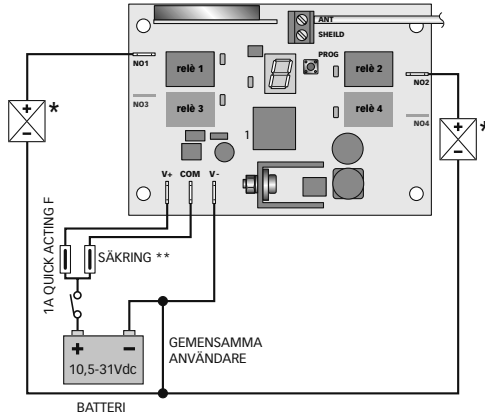 ANT
SHEILD
PROG
NO1
relè 1
relè 2
NO2
*
NO3
relè 3
relè 4
NO4
*
1
V+ COM V-
1A QUICK ACTING F
SÄKRING **
+ -
10,5-31Vdc
GEMENSAMMA
ANVÄNDARE
BATTERI
+
-
+
-